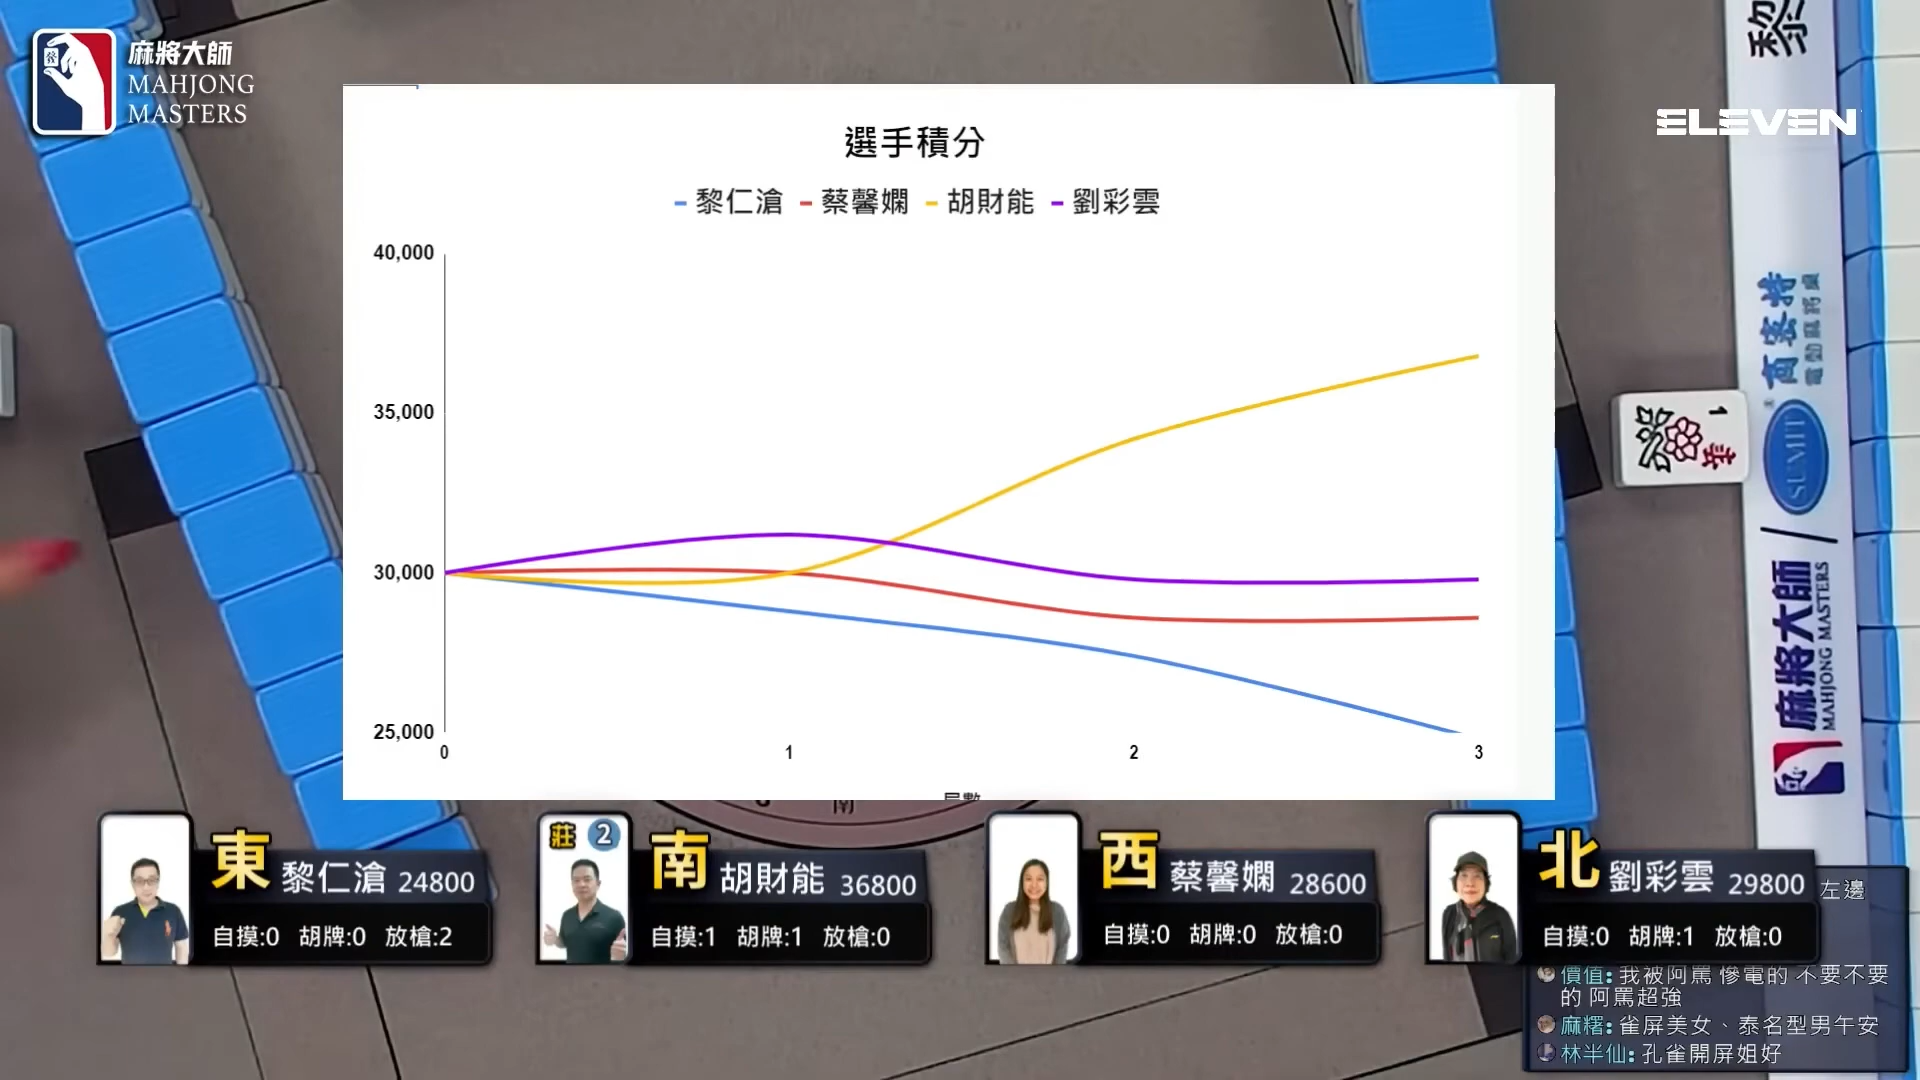 麻將大師
MAHJONG
MASTERS
ELEVEN
黎
選手積分
黎仁滄 蔡馨嫻 胡財能 劉彩雲
40,000
35,000
30,000
25,000
0 1 2 3
局數
南
1
SUMIT
麻將大師
MAHJONG MASTERS
東 黎仁滄 24800
自摸:0 胡牌:0 放槍:2
莊 2
南 胡財能 36800
自摸:1 胡牌:1 放槍:0
西 蔡馨嫻 28600
自摸:0 胡牌:0 放槍:0
北 劉彩雲 29800
自摸:0 胡牌:1 放槍:0
左邊
價值: 我被阿罵 慘電的 不要不要
的 阿罵超強
麻糬: 雀屏美女、泰名型男午安
林半仙: 孔雀開屏姐好